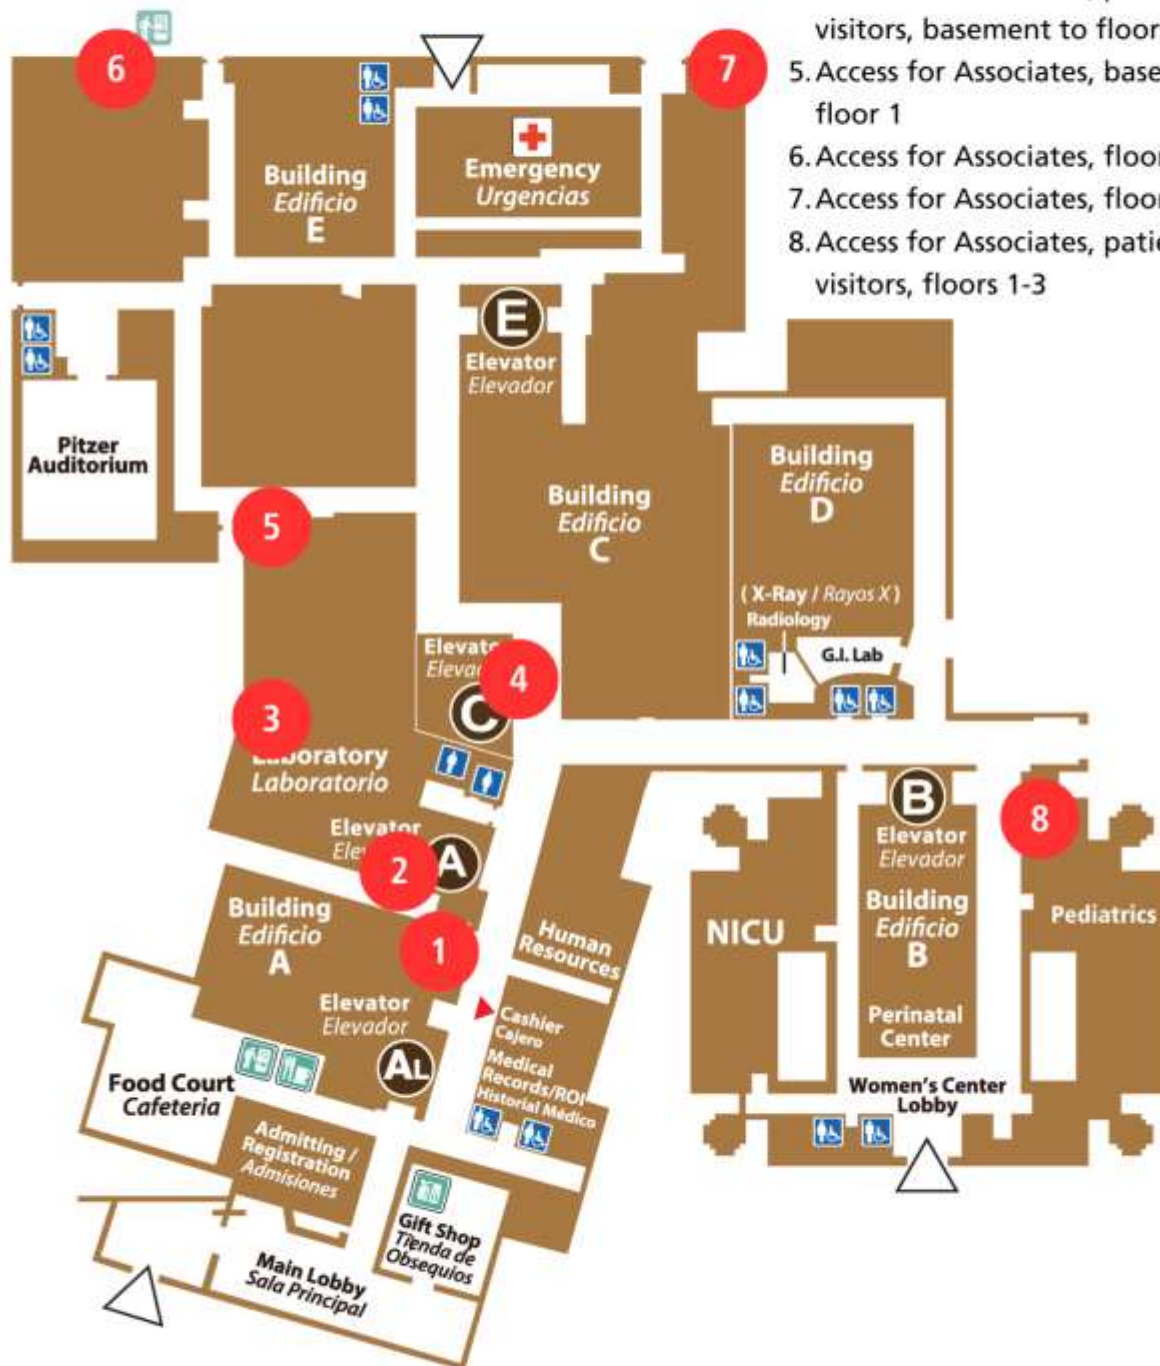 visitors, basement to floor
5. Access for Associates, base
floor 1
6. Access for Associates, floor
7. Access for Associates, floor
8. Access for Associates, patie
visitors, floors 1-3
6
7
Building
Edificio
E
Emergency
Urgencias
E
Elevator
Elevador
Pitzer
Auditorium
Building
Edificio
C
Building
Edificio
D
5
( X-Ray / Rayos X )
Radiology
G.I. Lab
Elevato
Eleva
4
C
3
Laboratory
Laboratorio
Elevator
Ele
A
2
B
Elevator
Elevador
8
Building
Edificio
A
1
Human
Resources
NICU
Building
Edificio
B
Pediatrics
Perinatal
Center
Elevator
Elevador
AL
Cashier
Cajero
Medical
Records/ROI
Historial Médico
Food Court
Cafeteria
Women's Center
Lobby
Admitting /
Registration
Admisiones
Gift Shop
Tienda de
Obsequios
Main Lobby
Sala Principal